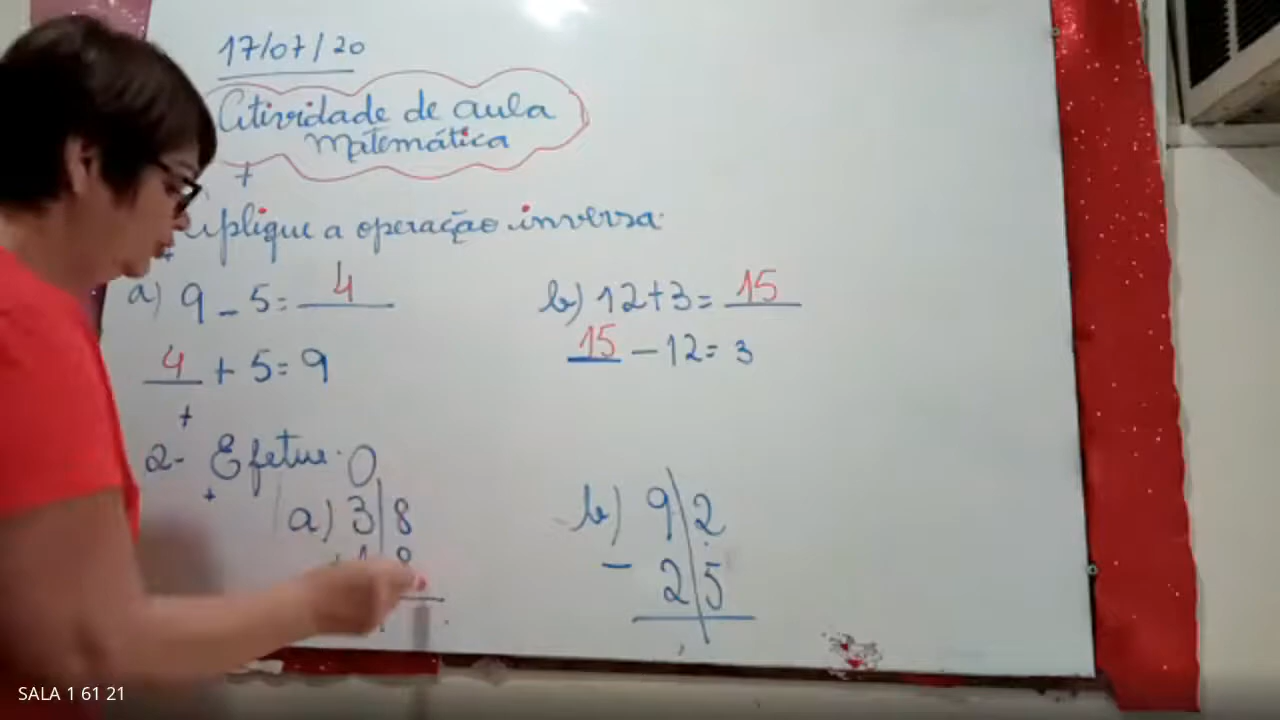 17/07/20
Atividade de aula
Matemática
aplique a operação inversa:
a) 9 - 5 = 4
4 + 5 = 9
b) 12+3 = 15
15 - 12 = 3
2- Efetue: 0
a) 3 8
b) 9 2
- 2 5
SALA 1 61 21